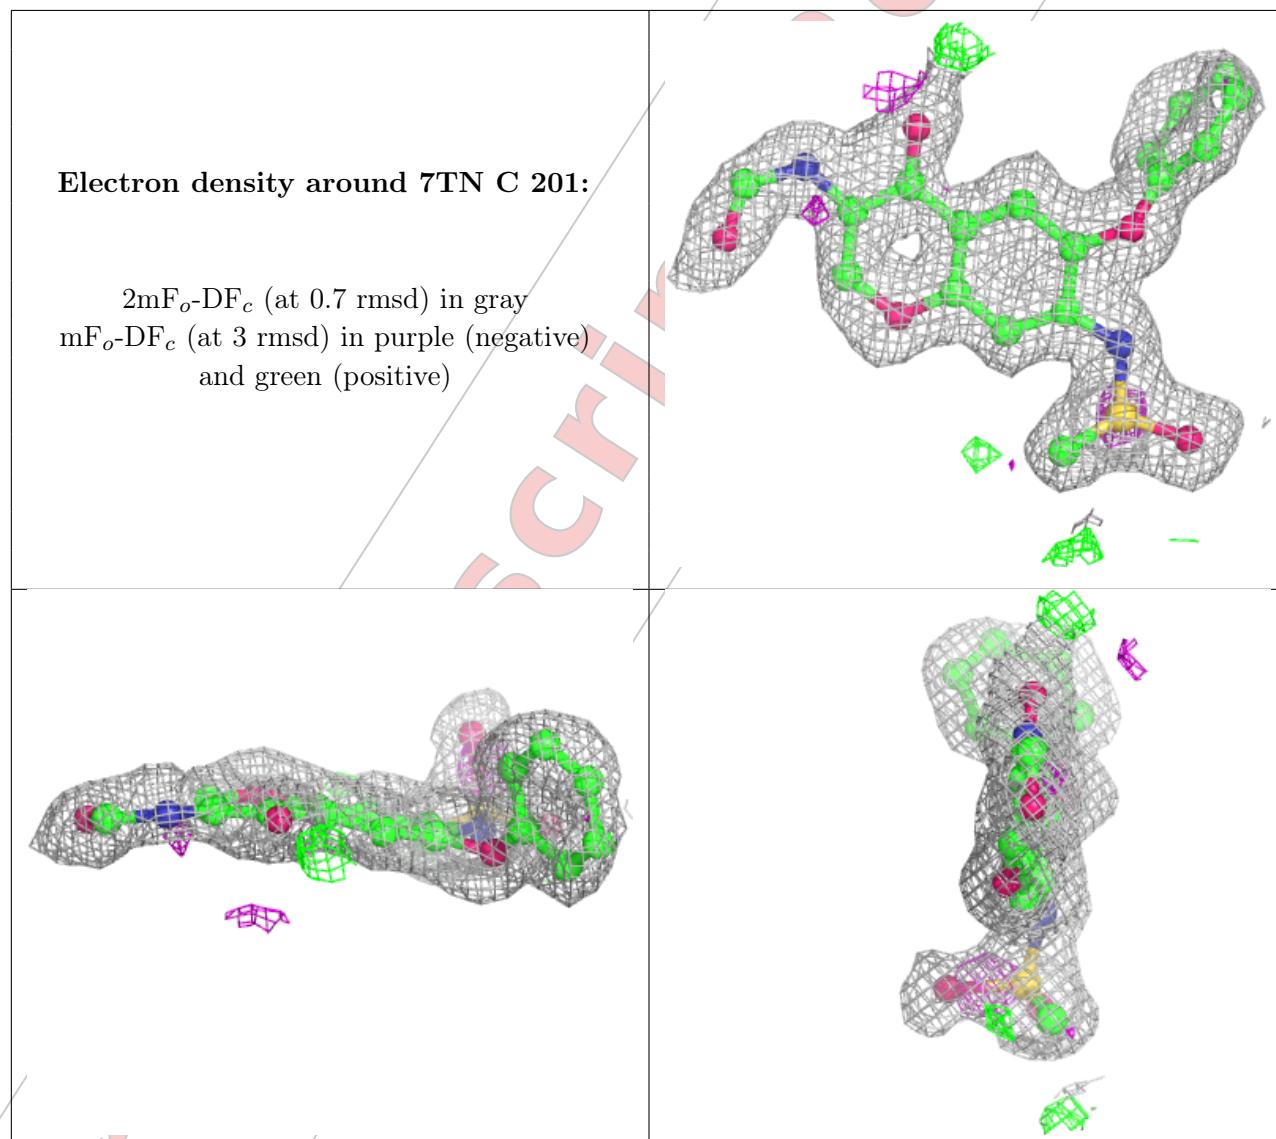 Electron density around 7TN C 201:
2mFo-DFc (at 0.7 rmsd) in gray
mFo-DFc (at 3 rmsd) in purple (negative)
and green (positive)
scrip